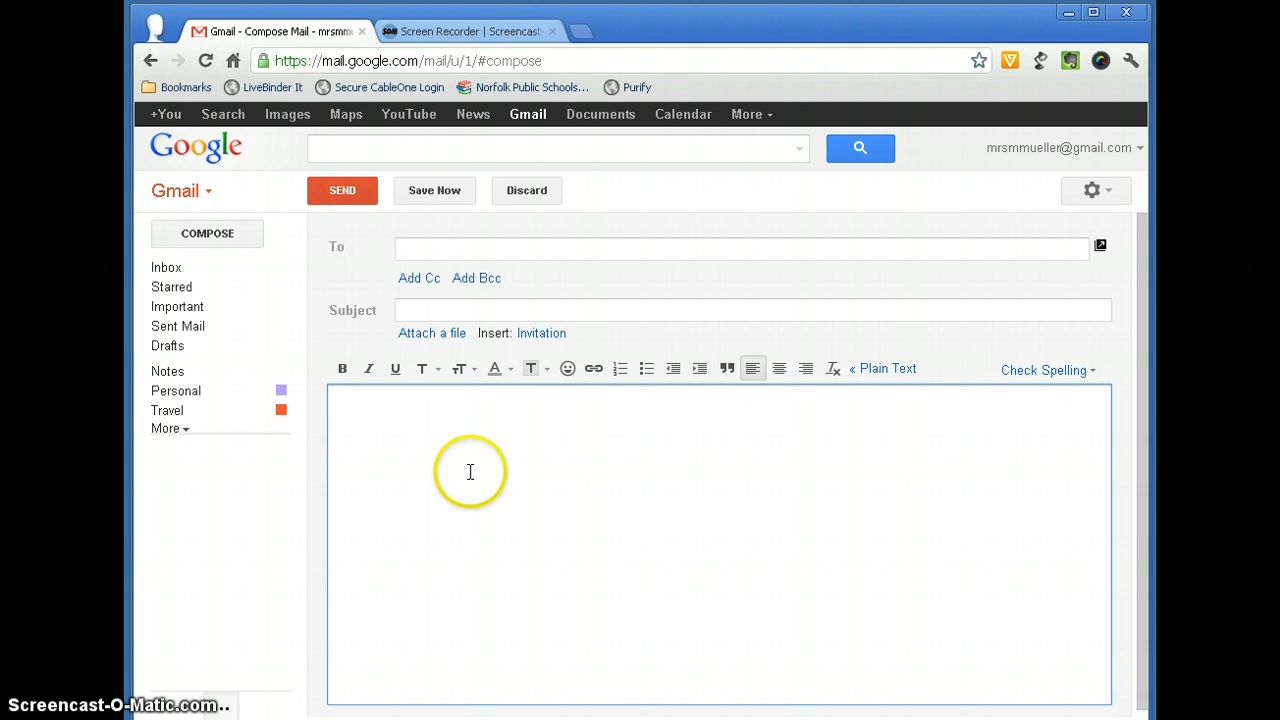 Gmail - Compose Mail - mrsmm
Screen Recorder | Screencast-
https://mail.google.com/mail/u/1/#compose
Bookmarks LiveBinder It Secure CableOne Login Norfolk Public Schools... Purify
+You Search Images Maps YouTube News Gmail Documents Calendar More
Google
mrsmmueller@gmail.com
Gmail
SEND Save Now Discard
COMPOSE
Inbox
Starred
Important
Sent Mail
Drafts
Notes
Personal
Travel
More
To
Add Cc Add Bcc
Subject
Attach a file Insert: Invitation
B I U T TT A T « Plain Text Check Spelling
Screencast-O-Matic.com